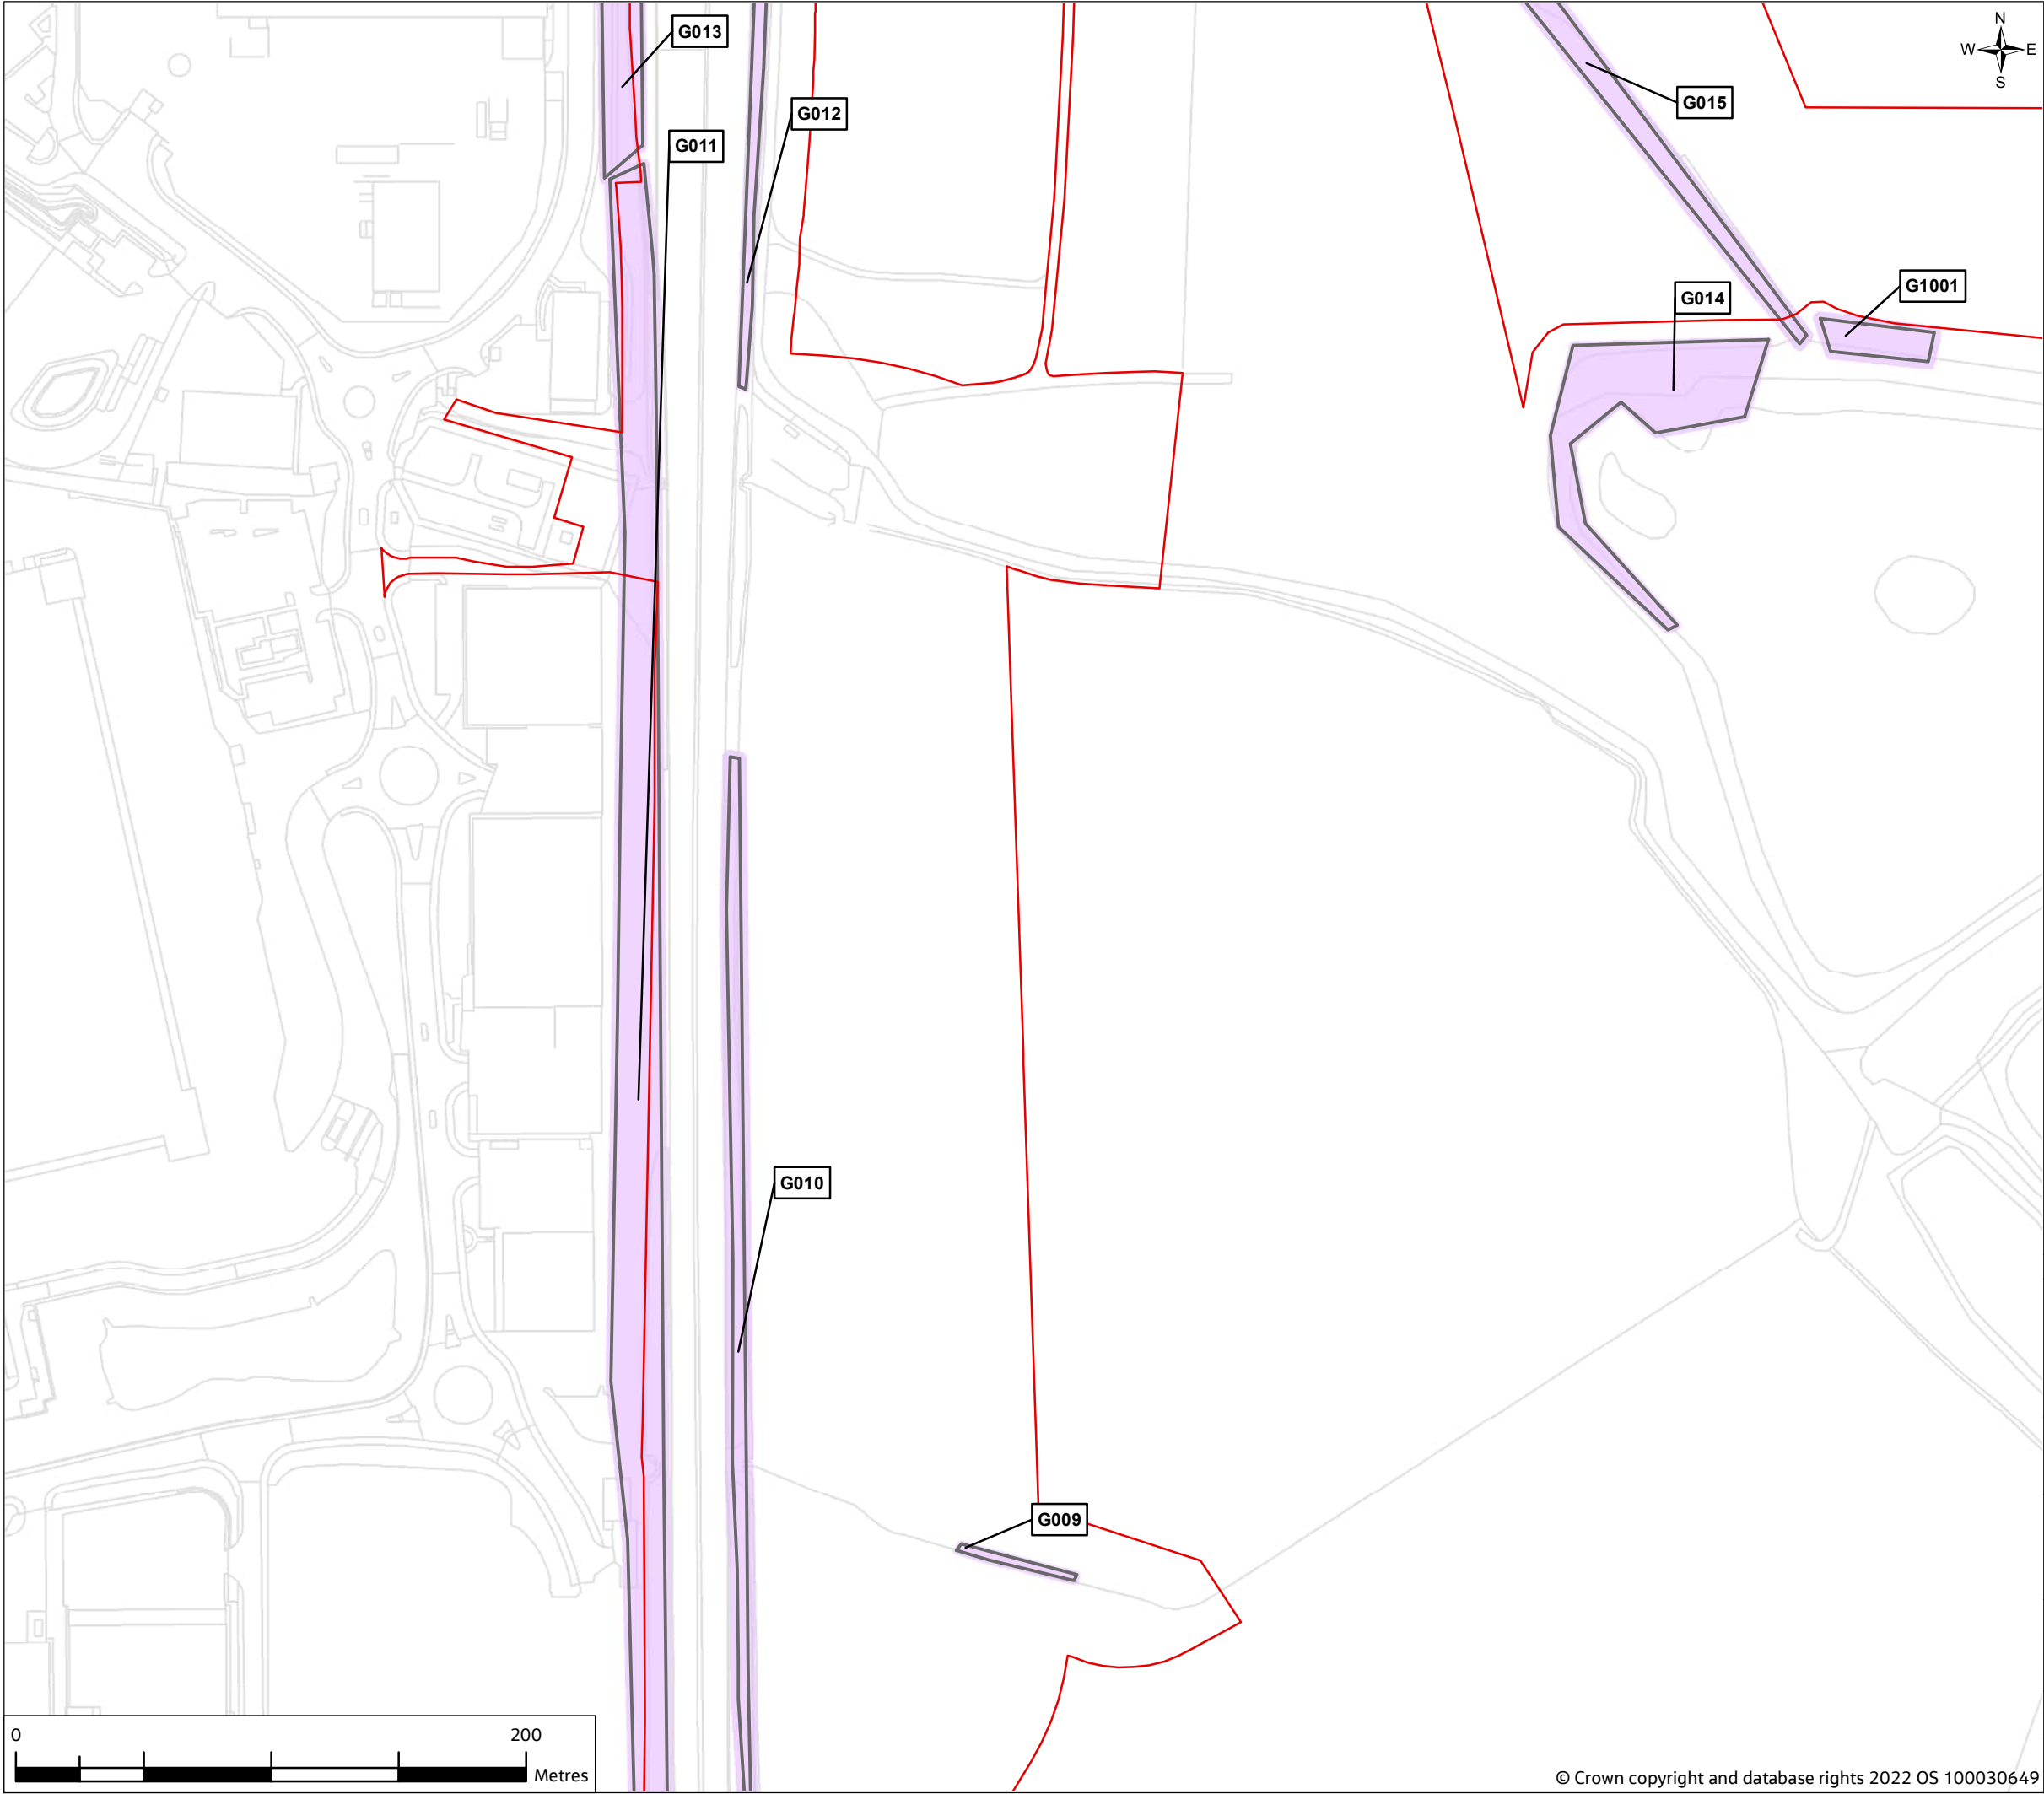 G013
N
W E
S
G015
G012
G011
G1001
G014
G010
G009
0 200
Metres
© Crown copyright and database rights 2022 OS 100030649